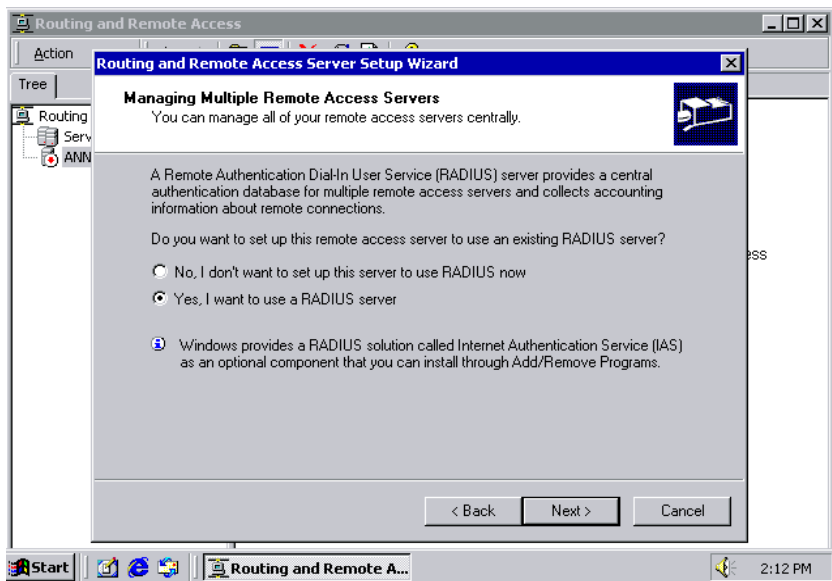 Routing and Remote Access
Action
Tree
Routing
Serv
ANN
ess
Routing and Remote Access Server Setup Wizard
Managing Multiple Remote Access Servers
You can manage all of your remote access servers centrally.
A Remote Authentication Dial-In User Service (RADIUS) server provides a central
authentication database for multiple remote access servers and collects accounting
information about remote connections.
Do you want to set up this remote access server to use an existing RADIUS server?
No, I don't want to set up this server to use RADIUS now
Yes, I want to use a RADIUS server
Windows provides a RADIUS solution called Internet Authentication Service (IAS)
as an optional component that you can install through Add/Remove Programs.
< Back Next > Cancel
Start Routing and Remote A... 2:12 PM